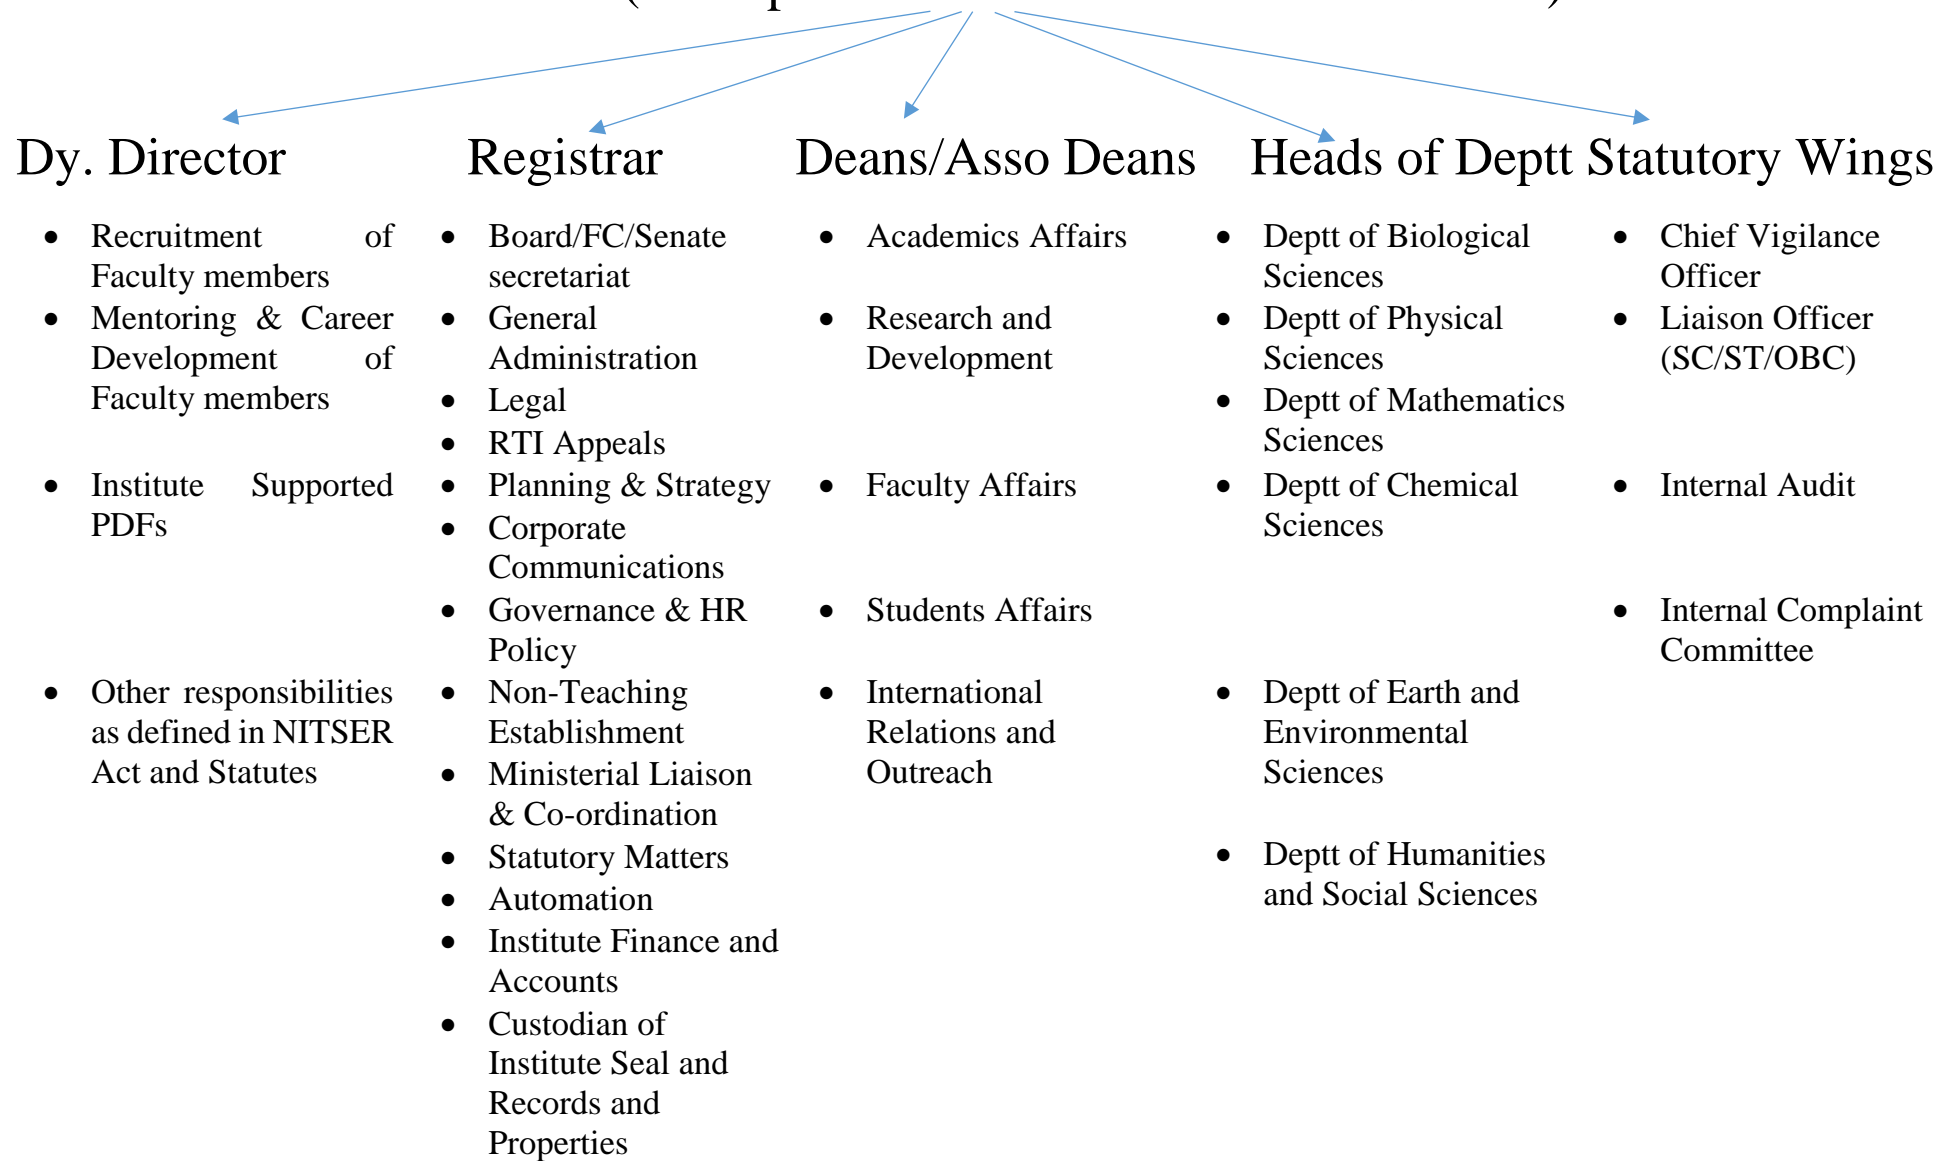 Dy. Director
Registrar
Deans/Asso Deans
Heads of Deptt
Statutory Wings
• Recruitment of
Faculty members
• Mentoring & Career
Development of
Faculty members
• Institute Supported
PDFs
• Other responsibilities
as defined in NITSER
Act and Statutes
• Board/FC/Senate
secretariat
• General
Administration
• Legal
• RTI Appeals
• Planning & Strategy
• Corporate
Communications
• Governance & HR
Policy
• Non-Teaching
Establishment
• Ministerial Liaison
& Co-ordination
• Statutory Matters
• Automation
• Institute Finance and
Accounts
• Custodian of
Institute Seal and
Records and
Properties
• Academics Affairs
• Research and
Development
• Faculty Affairs
• Students Affairs
• International
Relations and
Outreach
• Deptt of Biological
Sciences
• Deptt of Physical
Sciences
• Deptt of Mathematics
Sciences
• Deptt of Chemical
Sciences
• Deptt of Earth and
Environmental
Sciences
• Deptt of Humanities
and Social Sciences
• Chief Vigilance
Officer
• Liaison Officer
(SC/ST/OBC)
• Internal Audit
• Internal Complaint
Committee